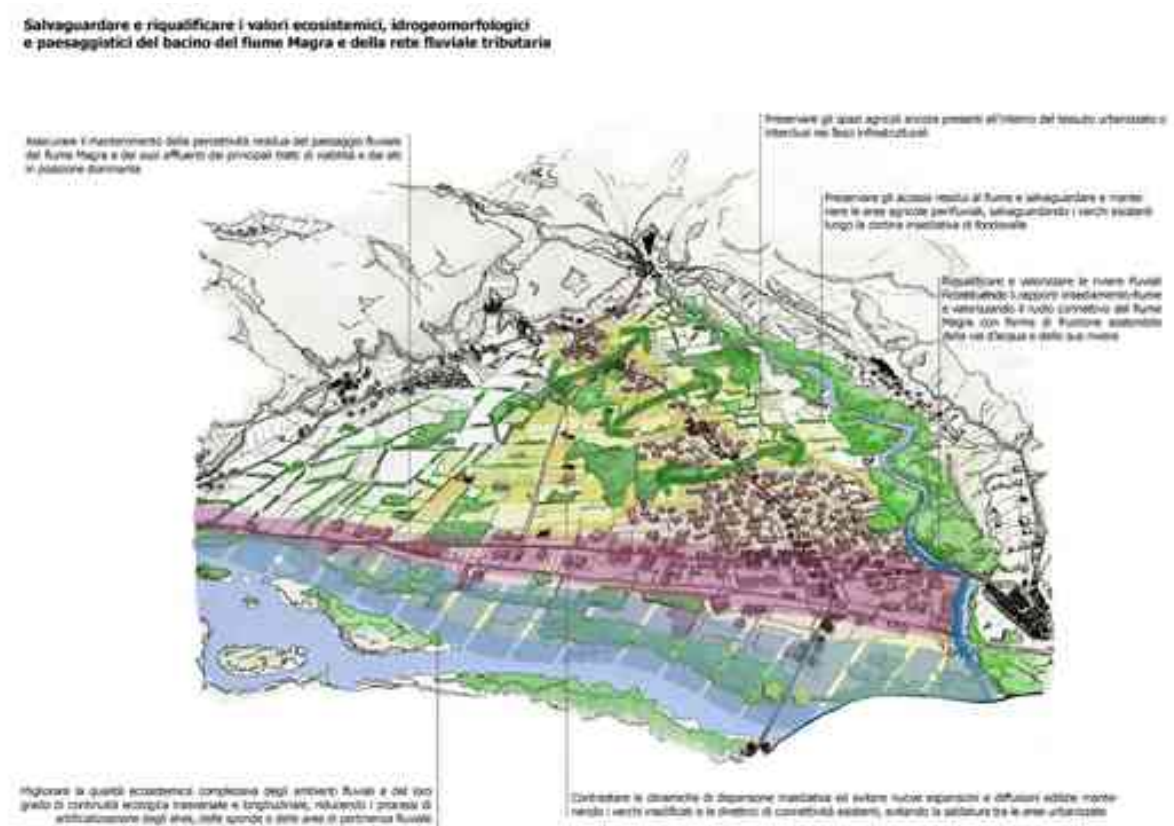 Salvaguardare e riqualificare i valori ecosistemici, idrogeomorfologici
e paesaggistici del bacino del fiume Magra e della rete fluviale tributaria
Assicurare il mantenimento della percettività residua del paesaggio fluviale
del fiume Magra e dei suoi affluenti dai principali tratti di viabilità e dai siti
in posizione dominante
Preservare gli spazi agricoli ancora presenti all'interno del tessuto urbanizzato o
interclusi nei fasci infrastrutturali
Preservare gli accessi residui al fiume e salvaguardare e mante-
nere le aree agricole perifluviali, salvaguardando i varchi esistenti
lungo la cortina insediativa di fondovalle
Riqualificare e valorizzare le riviere fluviali
ricostituendo il rapporto insediamento-fiume
e valorizzando il ruolo connettivo del fiume
Magra con forme di fruizione sostenibile
della via d'acqua e delle sue riviere
Migliorare la qualità ecosistemica complessiva degli ambienti fluviali e del loro
grado di continuità ecologica trasversale e longitudinale, riducendo i processi di
artificializzazione degli alvei, delle sponde e delle aree di pertinenza fluviale
Contrastare le dinamiche di dispersione insediativa ed evitare nuove espansioni e diffusioni edilizie mante-
nendo i varchi inedificati e le direttrici di connettività esistenti, evitando la saldatura tra le aree urbanizzate